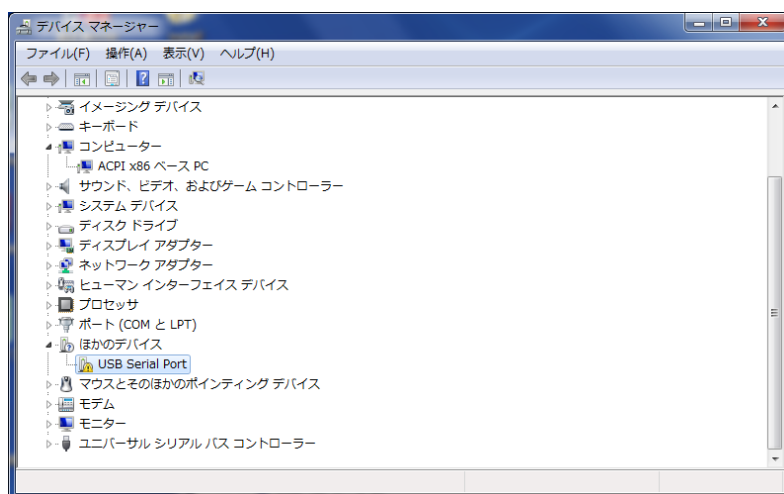 デバイス マネージャー
ファイル(F) 操作(A) 表示(V) ヘルプ(H)
イメージング デバイス
キーボード
コンピューター
ACPI x86 ベース PC
サウンド、ビデオ、およびゲーム コントローラー
システム デバイス
ディスク ドライブ
ディスプレイ アダプター
ネットワーク アダプター
ヒューマン インターフェイス デバイス
プロセッサ
ポート (COM と LPT)
ほかのデバイス
USB Serial Port
マウスとそのほかのポインティング デバイス
モデム
モニター
ユニバーサル シリアル バス コントローラー